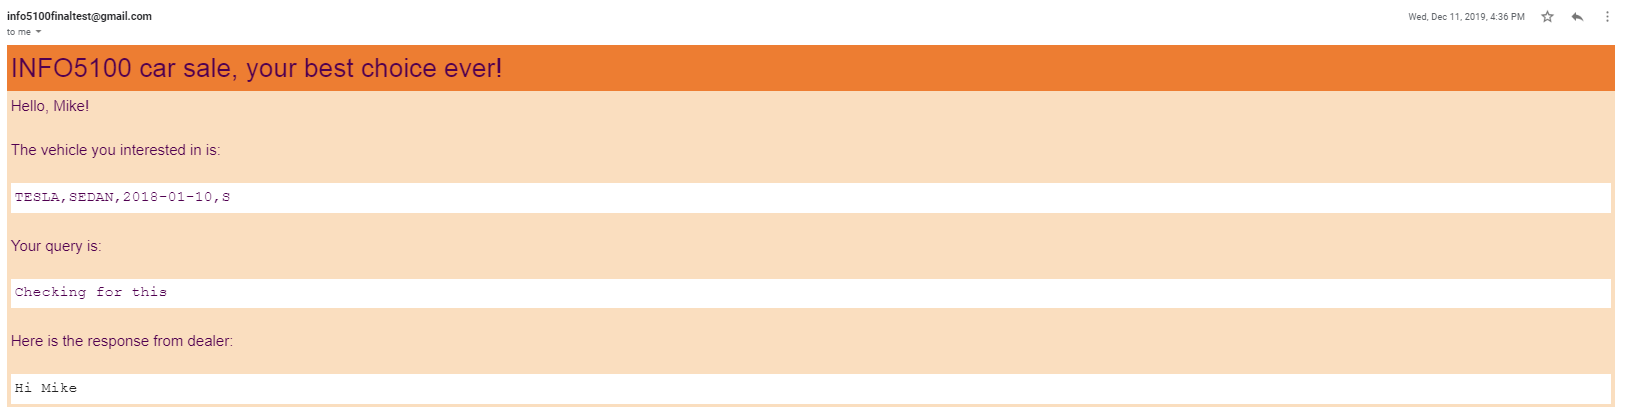 info5100finaltest@gmail.com
Wed, Dec 11, 2019, 4:36 PM
to me
INFO5100 car sale, your best choice ever!
Hello, Mike!
The vehicle you interested in is:
TESLA,SEDAN,2018-01-10,S
Your query is:
Checking for this
Here is the response from dealer:
Hi Mike